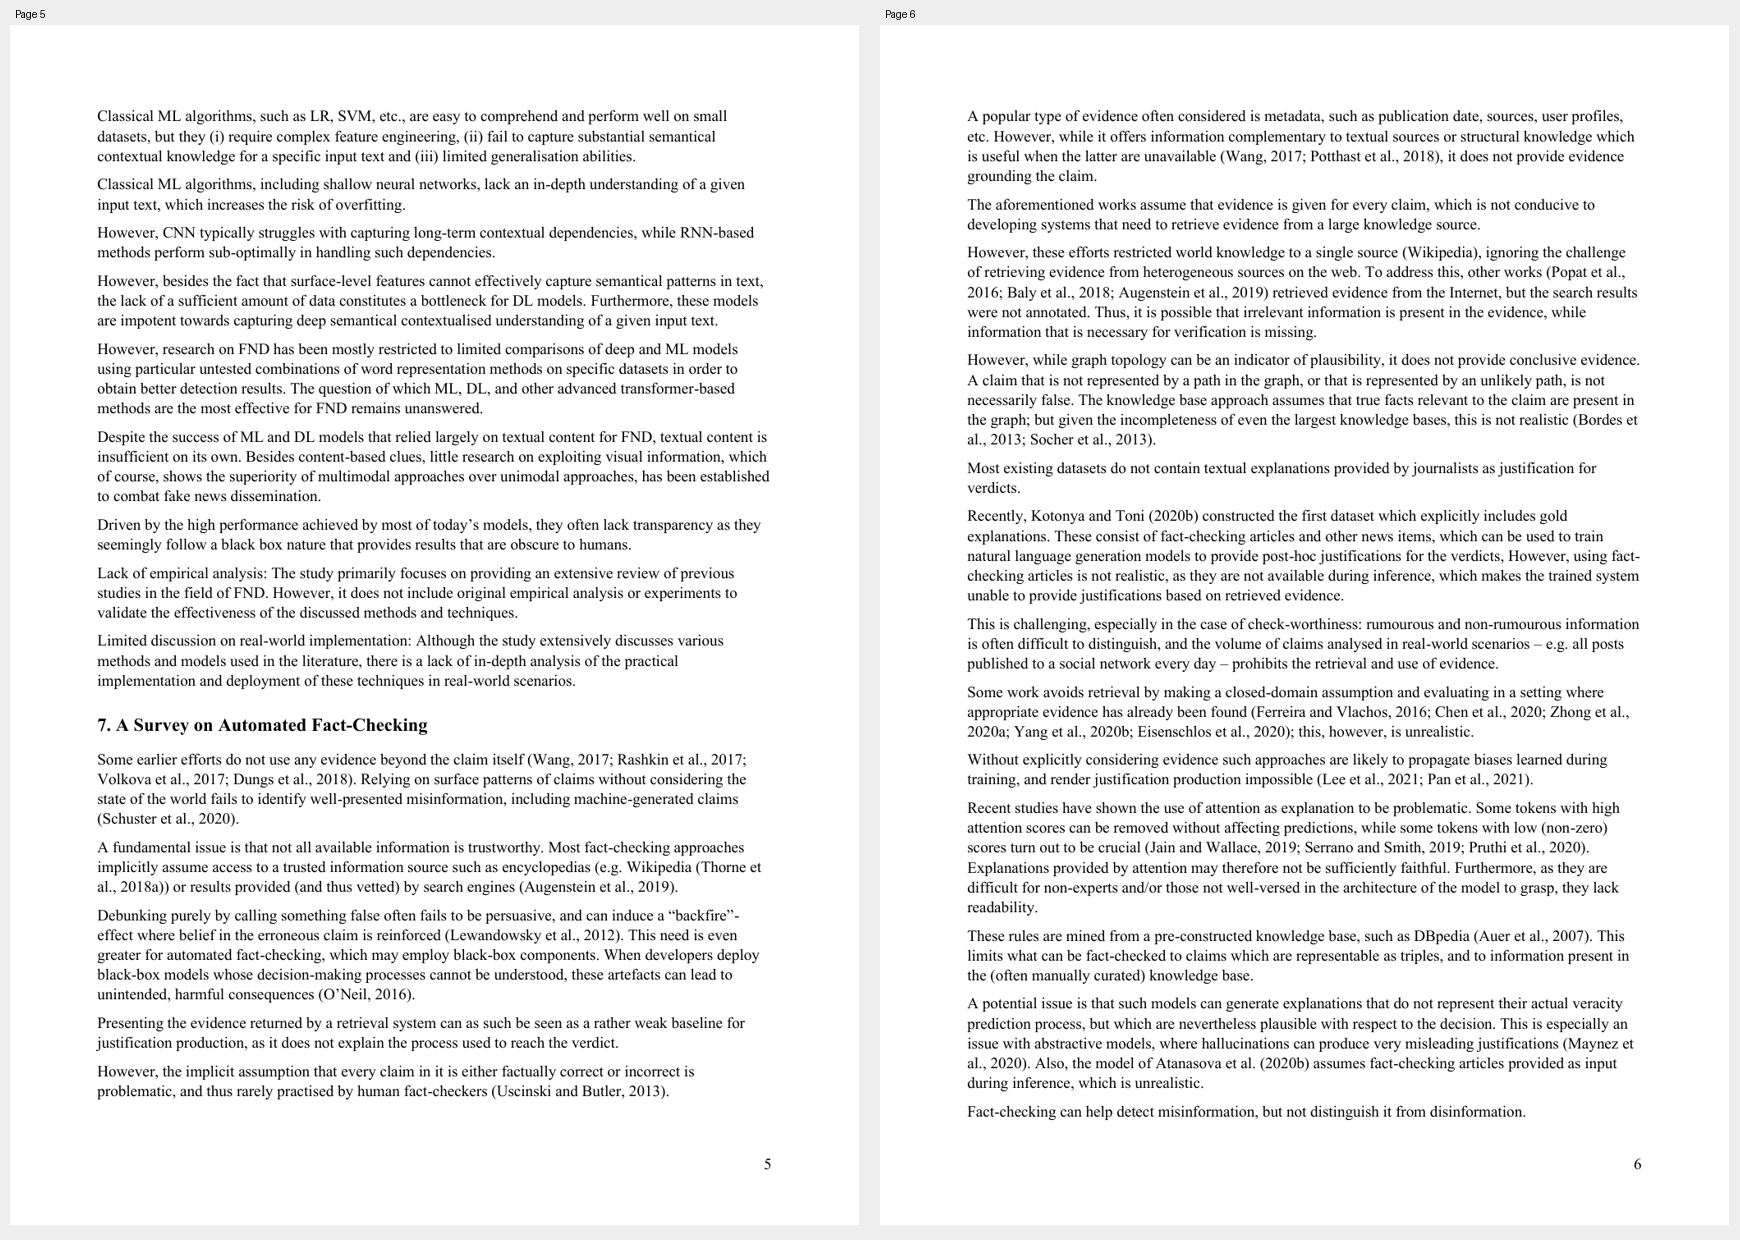 Page 5
Classical ML algorithms, such as LR, SVM, etc., are easy to comprehend and perform well on small
datasets, but they (i) require complex feature engineering, (ii) fail to capture substantial semantical
contextual knowledge for a specific input text and (iii) limited generalisation abilities.
Classical ML algorithms, including shallow neural networks, lack an in-depth understanding of a given
input text, which increases the risk of overfitting.
However, CNN typically struggles with capturing long-term contextual dependencies, while RNN-based
methods perform sub-optimally in handling such dependencies.
However, besides the fact that surface-level features cannot effectively capture semantical patterns in text,
the lack of a sufficient amount of data constitutes a bottleneck for DL models. Furthermore, these models
are impotent towards capturing deep semantical contextualised understanding of a given input text.
However, research on FND has been mostly restricted to limited comparisons of deep and ML models
using particular untested combinations of word representation methods on specific datasets in order to
obtain better detection results. The question of which ML, DL, and other advanced transformer-based
methods are the most effective for FND remains unanswered.
Despite the success of ML and DL models that relied largely on textual content for FND, textual content is
insufficient on its own. Besides content-based clues, little research on exploiting visual information, which
of course, shows the superiority of multimodal approaches over unimodal approaches, has been established
to combat fake news dissemination.
Driven by the high performance achieved by most of today’s models, they often lack transparency as they
seemingly follow a black box nature that provides results that are obscure to humans.
Lack of empirical analysis: The study primarily focuses on providing an extensive review of previous
studies in the field of FND. However, it does not include original empirical analysis or experiments to
validate the effectiveness of the discussed methods and techniques.
Limited discussion on real-world implementation: Although the study extensively discusses various
methods and models used in the literature, there is a lack of in-depth analysis of the practical
implementation and deployment of these techniques in real-world scenarios.
7. A Survey on Automated Fact-Checking
Some earlier efforts do not use any evidence beyond the claim itself (Wang, 2017; Rashkin et al., 2017;
Volkova et al., 2017; Dungs et al., 2018). Relying on surface patterns of claims without considering the
state of the world fails to identify well-presented misinformation, including machine-generated claims
(Schuster et al., 2020).
A fundamental issue is that not all available information is trustworthy. Most fact-checking approaches
implicitly assume access to a trusted information source such as encyclopedias (e.g. Wikipedia (Thorne et
al., 2018a)) or results provided (and thus vetted) by search engines (Augenstein et al., 2019).
Debunking purely by calling something false often fails to be persuasive, and can induce a “backfire”-
effect where belief in the erroneous claim is reinforced (Lewandowsky et al., 2012). This need is even
greater for automated fact-checking, which may employ black-box components. When developers deploy
black-box models whose decision-making processes cannot be understood, these artefacts can lead to
unintended, harmful consequences (O’Neil, 2016).
Presenting the evidence returned by a retrieval system can as such be seen as a rather weak baseline for
justification production, as it does not explain the process used to reach the verdict.
However, the implicit assumption that every claim in it is either factually correct or incorrect is
problematic, and thus rarely practised by human fact-checkers (Uscinski and Butler, 2013).
5
Page 6
A popular type of evidence often considered is metadata, such as publication date, sources, user profiles,
etc. However, while it offers information complementary to textual sources or structural knowledge which
is useful when the latter are unavailable (Wang, 2017; Potthast et al., 2018), it does not provide evidence
grounding the claim.
The aforementioned works assume that evidence is given for every claim, which is not conducive to
developing systems that need to retrieve evidence from a large knowledge source.
However, these efforts restricted world knowledge to a single source (Wikipedia), ignoring the challenge
of retrieving evidence from heterogeneous sources on the web. To address this, other works (Popat et al.,
2016; Baly et al., 2018; Augenstein et al., 2019) retrieved evidence from the Internet, but the search results
were not annotated. Thus, it is possible that irrelevant information is present in the evidence, while
information that is necessary for verification is missing.
However, while graph topology can be an indicator of plausibility, it does not provide conclusive evidence.
A claim that is not represented by a path in the graph, or that is represented by an unlikely path, is not
necessarily false. The knowledge base approach assumes that true facts relevant to the claim are present in
the graph; but given the incompleteness of even the largest knowledge bases, this is not realistic (Bordes et
al., 2013; Socher et al., 2013).
Most existing datasets do not contain textual explanations provided by journalists as justification for
verdicts.
Recently, Kotonya and Toni (2020b) constructed the first dataset which explicitly includes gold
explanations. These consist of fact-checking articles and other news items, which can be used to train
natural language generation models to provide post-hoc justifications for the verdicts, However, using fact-
checking articles is not realistic, as they are not available during inference, which makes the trained system
unable to provide justifications based on retrieved evidence.
This is challenging, especially in the case of check-worthiness: rumourous and non-rumourous information
is often difficult to distinguish, and the volume of claims analysed in real-world scenarios – e.g. all posts
published to a social network every day – prohibits the retrieval and use of evidence.
Some work avoids retrieval by making a closed-domain assumption and evaluating in a setting where
appropriate evidence has already been found (Ferreira and Vlachos, 2016; Chen et al., 2020; Zhong et al.,
2020a; Yang et al., 2020b; Eisenschlos et al., 2020); this, however, is unrealistic.
Without explicitly considering evidence such approaches are likely to propagate biases learned during
training, and render justification production impossible (Lee et al., 2021; Pan et al., 2021).
Recent studies have shown the use of attention as explanation to be problematic. Some tokens with high
attention scores can be removed without affecting predictions, while some tokens with low (non-zero)
scores turn out to be crucial (Jain and Wallace, 2019; Serrano and Smith, 2019; Pruthi et al., 2020).
Explanations provided by attention may therefore not be sufficiently faithful. Furthermore, as they are
difficult for non-experts and/or those not well-versed in the architecture of the model to grasp, they lack
readability.
These rules are mined from a pre-constructed knowledge base, such as DBpedia (Auer et al., 2007). This
limits what can be fact-checked to claims which are representable as triples, and to information present in
the (often manually curated) knowledge base.
A potential issue is that such models can generate explanations that do not represent their actual veracity
prediction process, but which are nevertheless plausible with respect to the decision. This is especially an
issue with abstractive models, where hallucinations can produce very misleading justifications (Maynez et
al., 2020). Also, the model of Atanasova et al. (2020b) assumes fact-checking articles provided as input
during inference, which is unrealistic.
Fact-checking can help detect misinformation, but not distinguish it from disinformation.
6